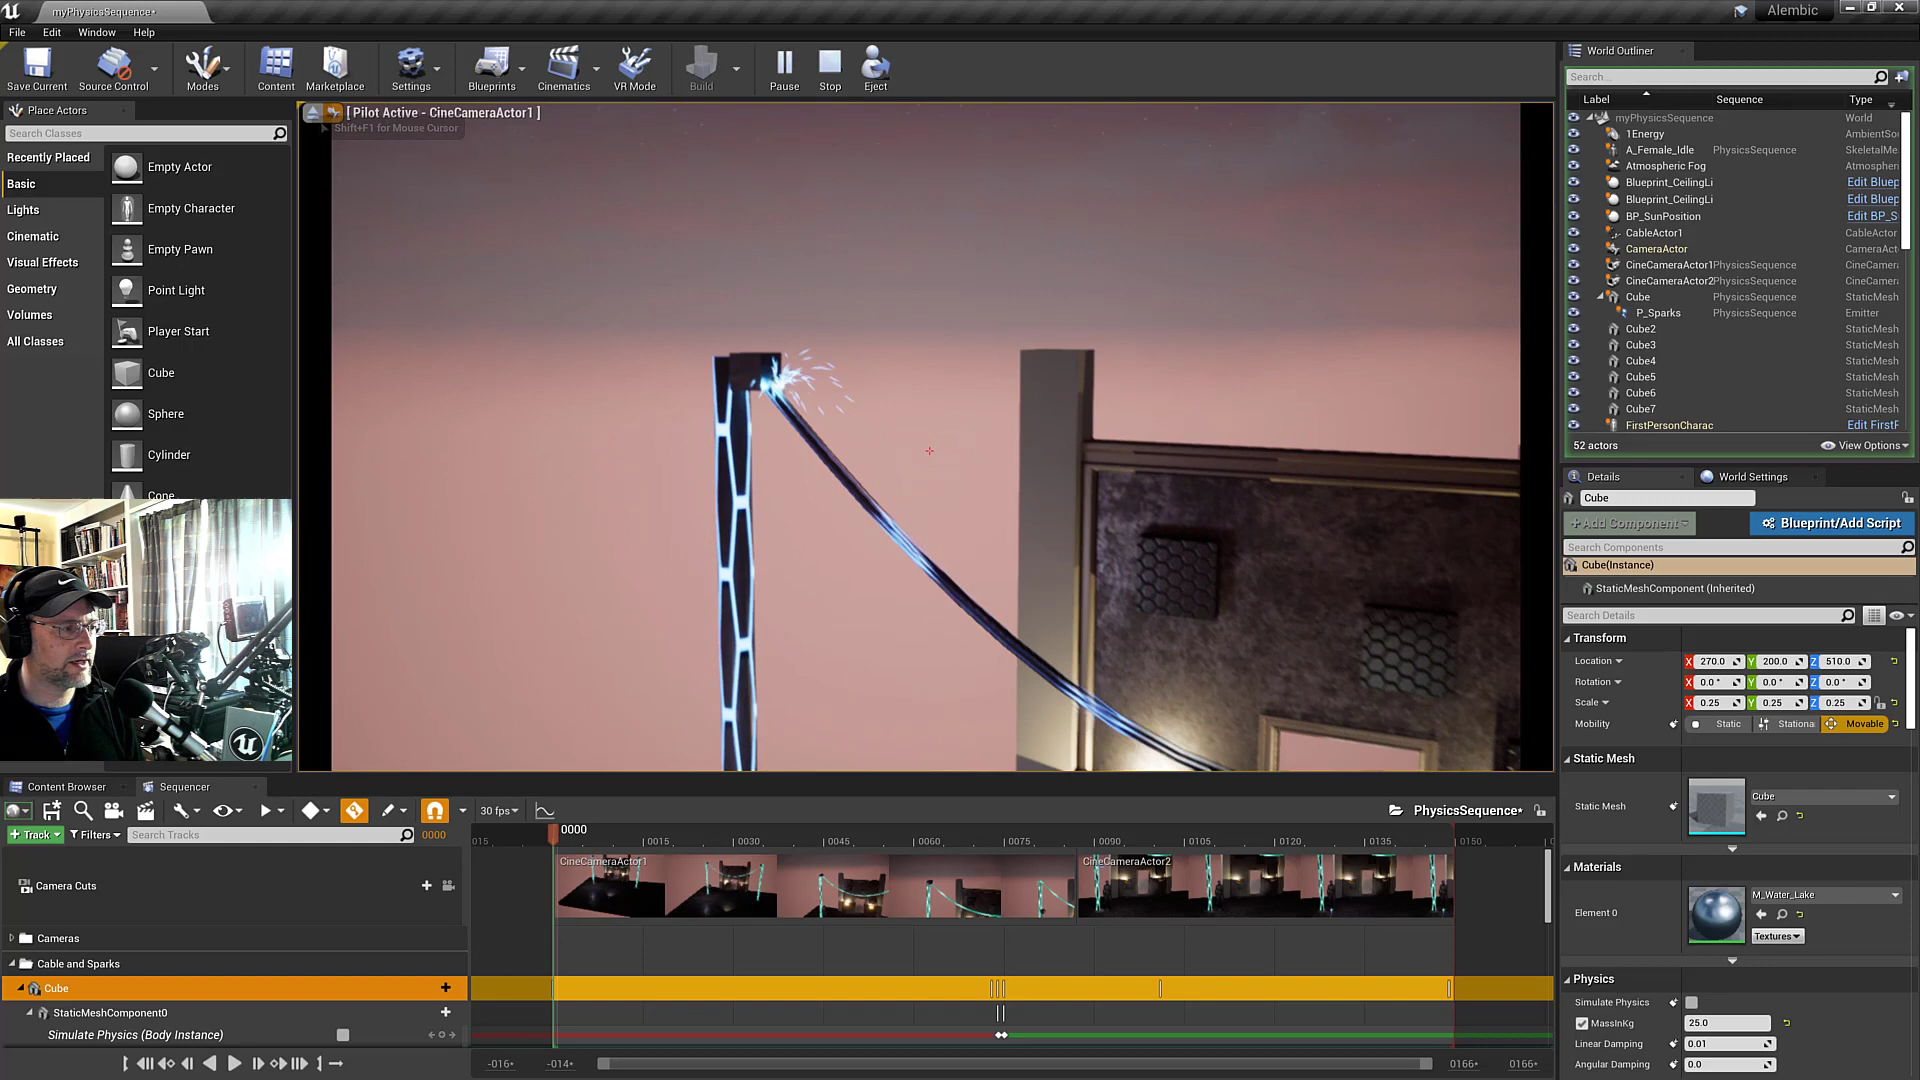 myPhysicsSequence*
Alembic
File Edit Window Help
Save Current
Source Control
Modes
Content
Marketplace
Settings
Blueprints
Cinematics
VR Mode
Build
Pause
Stop
Eject
Place Actors
Search Classes
Recently Placed
Basic
Lights
Cinematic
Visual Effects
Geometry
Volumes
All Classes
Empty Actor
Empty Character
Empty Pawn
Point Light
Player Start
Cube
Sphere
Cylinder
Cone
[ Pilot Active - CineCameraActor1 ]
Shift+F1 for Mouse Cursor
World Outliner
Search...
Label Sequence Type
myPhysicsSequence World
1Energy AmbientSo
A_Female_Idle PhysicsSequence SkeletalMe
Atmospheric Fog Atmospheri
Blueprint_CeilingLi Edit Bluep
Blueprint_CeilingLi Edit Bluep
BP_SunPosition Edit BP_S
CableActor1 CableActor
CameraActor CameraAct
CineCameraActor1 PhysicsSequence CineCamera
CineCameraActor2 PhysicsSequence CineCamera
Cube PhysicsSequence StaticMesh
P_Sparks PhysicsSequence Emitter
Cube2 StaticMesh
Cube3 StaticMesh
Cube4 StaticMesh
Cube5 StaticMesh
Cube6 StaticMesh
Cube7 StaticMesh
FirstPersonCharac Edit FirstF
52 actors
View Options
Details
World Settings
Cube
+Add Component
Blueprint/Add Script
Search Components
Cube(Instance)
StaticMeshComponent (Inherited)
Search Details
Transform
Location X 270.0 Y 200.0 Z 510.0
Rotation X 0.0 ° Y 0.0 ° Z 0.0 °
Scale X 0.25 Y 0.25 Z 0.25
Mobility Static Stationa Movable
Static Mesh
Static Mesh Cube
Materials
Element 0 M_Water_Lake
Textures
Physics
Simulate Physics
MassInKg 25.0
Linear Damping 0.01
Angular Damping 0.0
Content Browser
Sequencer
30 fps
PhysicsSequence*
+ Track
Filters
Search Tracks
0000
015 0000 0015 0030 0045 0060 0075 0090 0105 0120 0135 0150
CineCameraActor1
CineCameraActor2
Camera Cuts
Cameras
Cable and Sparks
Cube
StaticMeshComponent0
Simulate Physics (Body Instance)
-016+ -014+ 0166+ 0166+